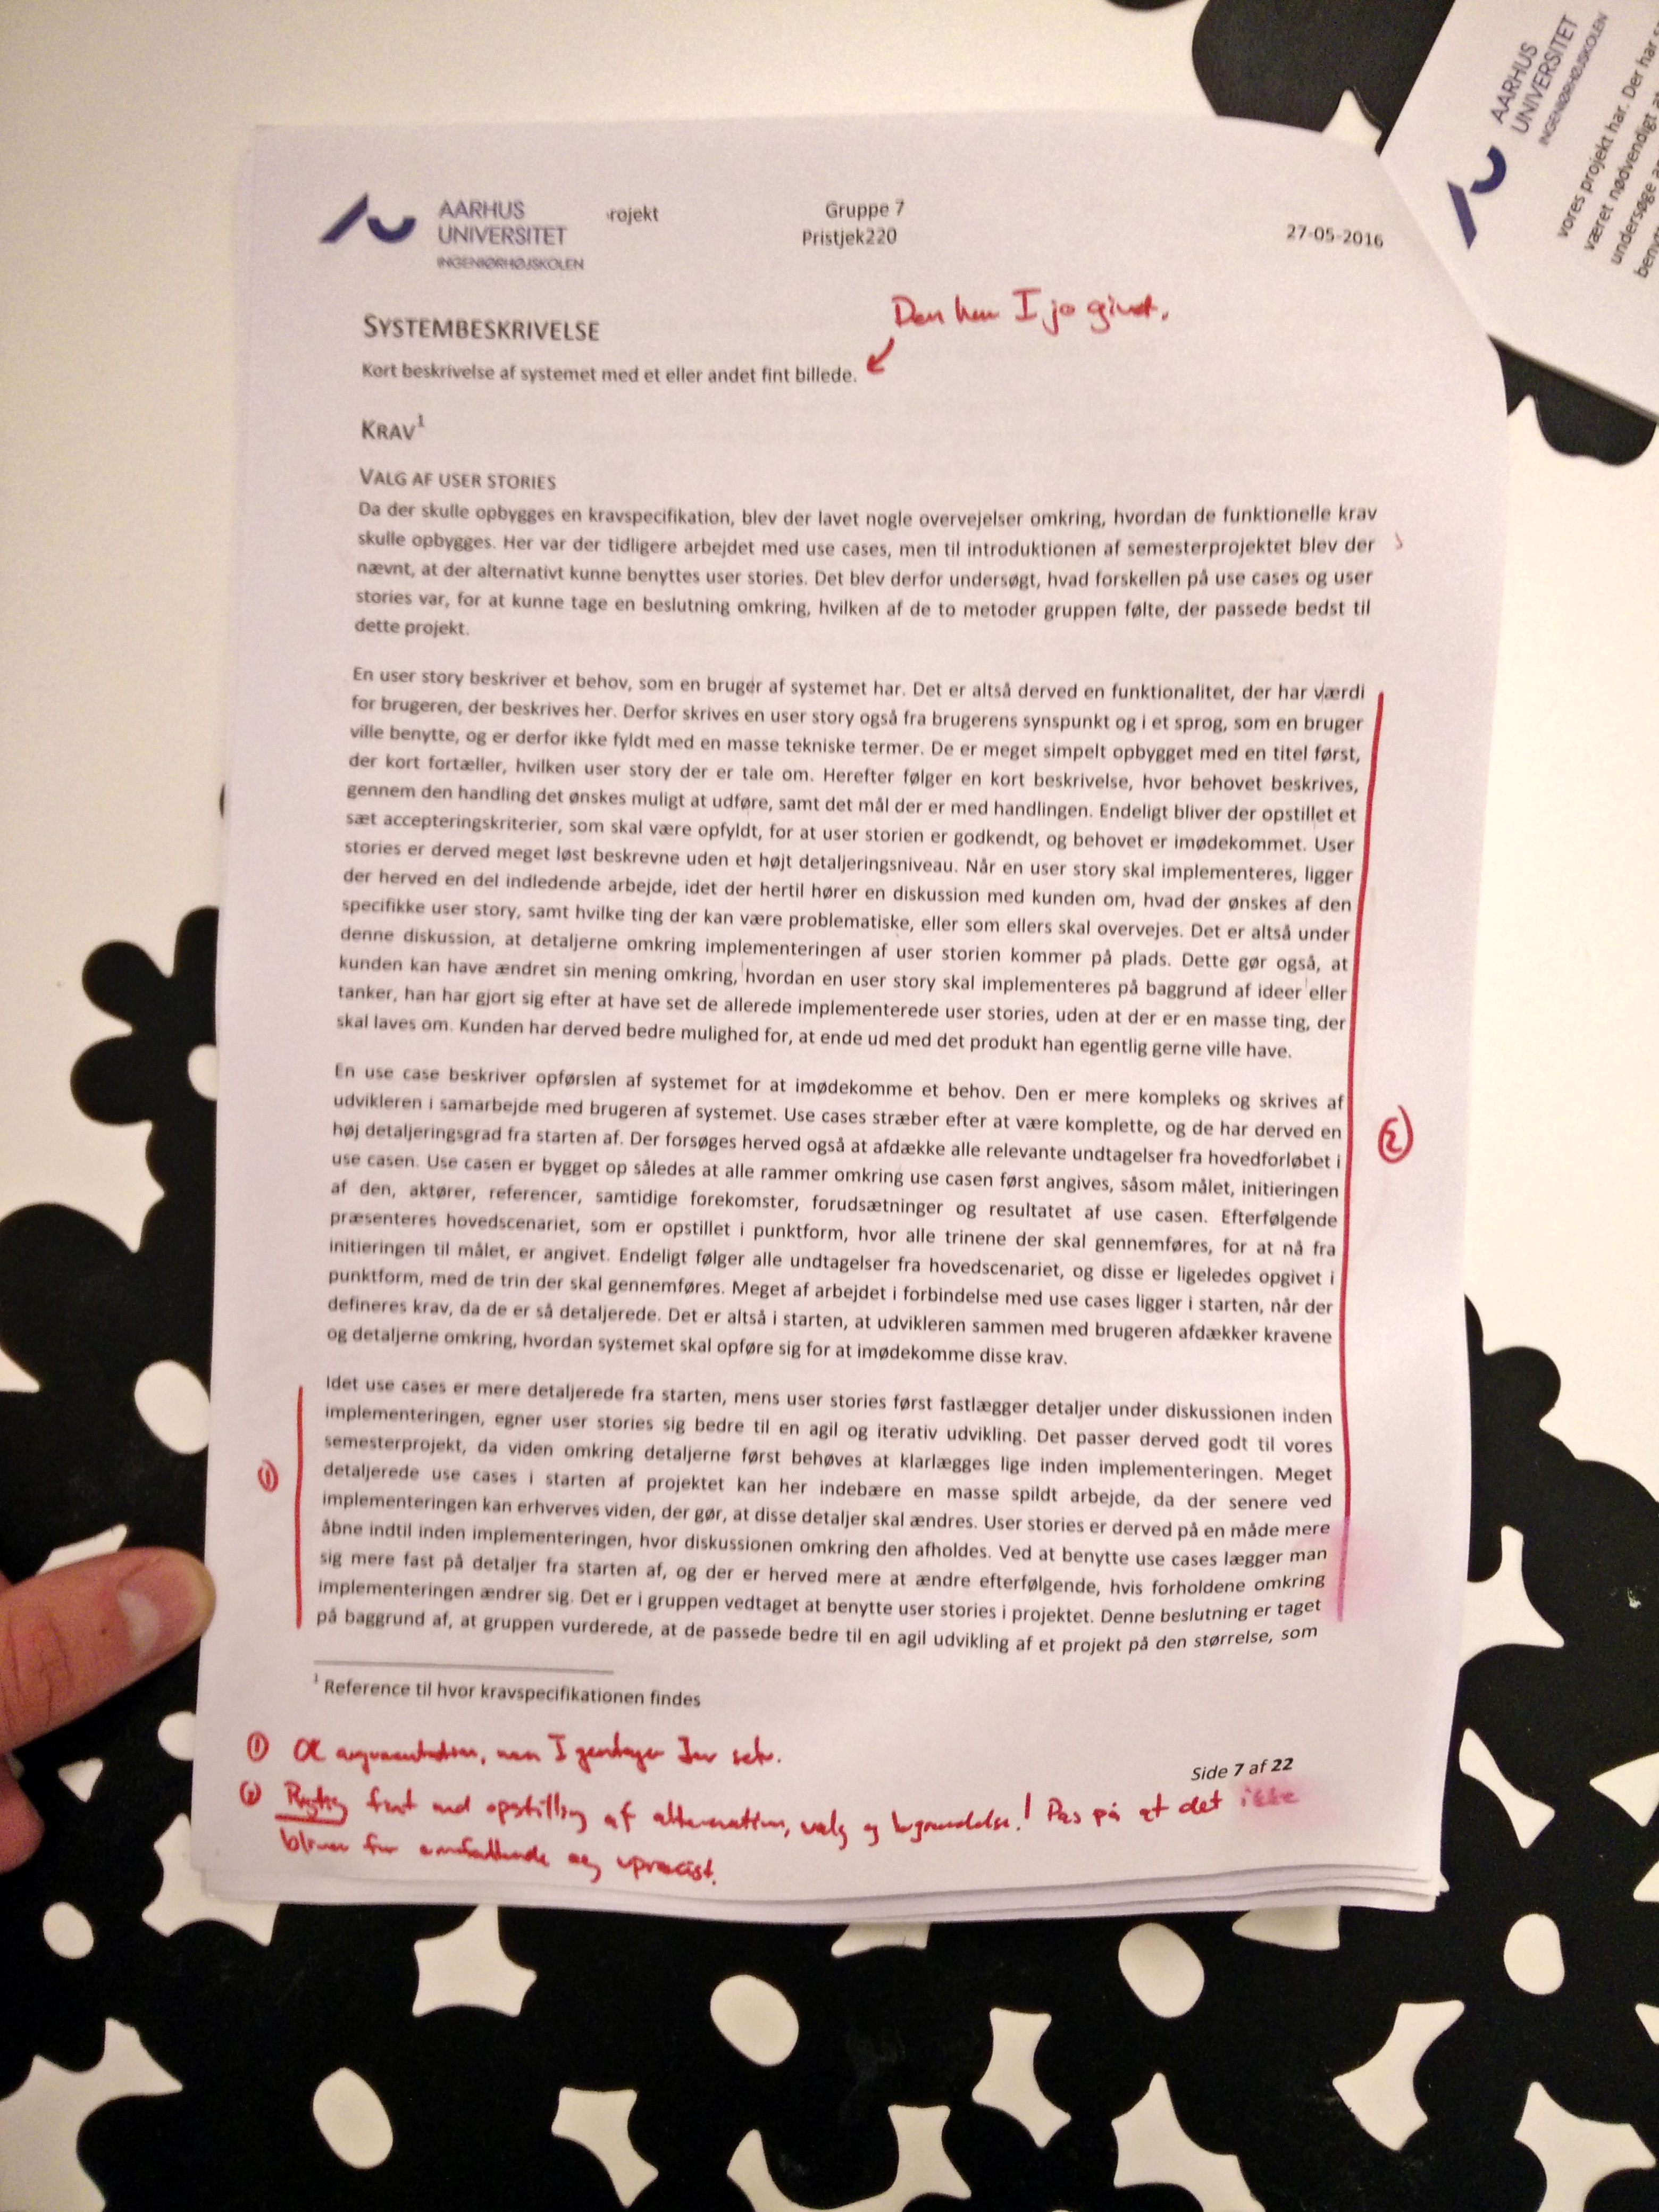 AARHUS
UNIVERSITET
INGENIØRHØJSKOLEN
rojekt
Gruppe 7
Pristjek220
27-05-2016
Den har I jo givet.
SYSTEMBESKRIVELSE
Kort beskrivelse af systemet med et eller andet fint billede.
KRAV1
VALG AF USER STORIES
Da der skulle opbygges en kravspecifikation, blev der lavet nogle overvejelser omkring, hvordan de funktionelle krav
skulle opbygges. Her var der tidligere arbejdet med use cases, men til introduktionen af semesterprojektet blev der
nævnt, at der alternativt kunne benyttes user stories. Det blev derfor undersøgt, hvad forskellen på use cases og user
stories var, for at kunne tage en beslutning omkring, hvilken af de to metoder gruppen følte, der passede bedst til
dette projekt.
En user story beskriver et behov, som en bruger af systemet har. Det er altså derved en funktionalitet, der har værdi
for brugeren, der beskrives her. Derfor skrives en user story også fra brugerens synspunkt og i et sprog, som en bruger
ville benytte, og er derfor ikke fyldt med en masse tekniske termer. De er meget simpelt opbygget med en titel først,
der kort fortæller, hvilken user story der er tale om. Herefter følger en kort beskrivelse, hvor behovet beskrives,
gennem den handling det ønskes muligt at udføre, samt det mål der er med handlingen. Endeligt bliver der opstillet et
sæt accepteringskriterier, som skal være opfyldt, for at user storien er godkendt, og behovet er imødekommet. User
stories er derved meget løst beskrevne uden et højt detaljeringsniveau. Når en user story skal implementeres, ligger
der herved en del indledende arbejde, idet der hertil hører en diskussion med kunden om, hvad der ønskes af den
specifikke user story, samt hvilke ting der kan være problematiske, eller som ellers skal overvejes. Det er altså under
denne diskussion, at detaljerne omkring implementeringen af user storien kommer på plads. Dette gør også, at
kunden kan have ændret sin mening omkring, hvordan en user story skal implementeres på baggrund af ideer eller
tanker, han har gjort sig efter at have set de allerede implementerede user stories, uden at der er en masse ting, der
skal laves om. Kunden har derved bedre mulighed for, at ende ud med det produkt han egentlig gerne ville have.
En use case beskriver opførslen af systemet for at imødekomme et behov. Den er mere kompleks og skrives af
udvikleren i samarbejde med brugeren af systemet. Use cases stræber efter at være komplette, og de har derved en
høj detaljeringsgrad fra starten af. Der forsøges herved også at afdække alle relevante undtagelser fra hovedforløbet i
use casen. Use casen er bygget op således at alle rammer omkring use casen først angives, såsom målet, initieringen
af den, aktører, referencer, samtidige forekomster, forudsætninger og resultatet af use casen. Efterfølgende
præsenteres hovedscenariet, som er opstillet i punktform, hvor alle trinene der skal gennemføres, for at nå fra
initieringen til målet, er angivet. Endeligt følger alle undtagelser fra hovedscenariet, og disse er ligeledes opgivet i
punktform, med de trin der skal gennemføres. Meget af arbejdet i forbindelse med use cases ligger i starten, når der
defineres krav, da de er så detaljerede. Det er altså i starten, at udvikleren sammen med brugeren afdækker kravene
og detaljerne omkring, hvordan systemet skal opføre sig for at imødekomme disse krav.
2
Idet use cases er mere detaljerede fra starten, mens user stories først fastlægger detaljer under diskussionen inden
implementeringen, egner user stories sig bedre til en agil og iterativ udvikling. Det passer derved godt til vores
semesterprojekt, da viden omkring detaljerne først behøves at klarlægges lige inden implementeringen. Meget
detaljerede use cases i starten af projektet kan her indebære en masse spildt arbejde, da der senere ved
implementeringen kan erhverves viden, der gør, at disse detaljer skal ændres. User stories er derved på en måde mere
åbne indtil inden implementeringen, hvor diskussionen omkring den afholdes. Ved at benytte use cases lægger man
sig mere fast på detaljer fra starten af, og der er herved mere at ændre efterfølgende, hvis forholdene omkring
implementeringen ændrer sig. Det er i gruppen vedtaget at benytte user stories i projektet. Denne beslutning er taget
på baggrund af, at gruppen vurderede, at de passede bedre til en agil udvikling af et projekt på den størrelse, som
1
1 Reference til hvor kravspecifikationen findes
1 OK argumentation, men I gentager Jer selv.
Side 7 af 22
2 Rigtig fint med opstilling af alternativer, valg og begrundelse! Pas på at det ikke
bliver for omfattende og upræcist.
AARHUS
UNIVERSITET
INGENIØRHØJSKOLEN
vores projekt har. Der har
været nødvendigt
undersøge